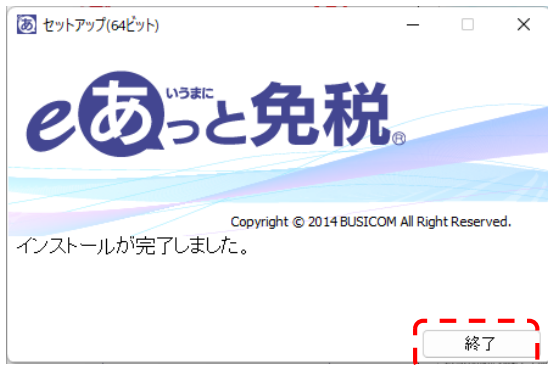 あ セットアップ(64ビット)
いうまに
eあっと免税®
Copyright © 2014 BUSICOM All Right Reserved.
インストールが完了しました。
終了